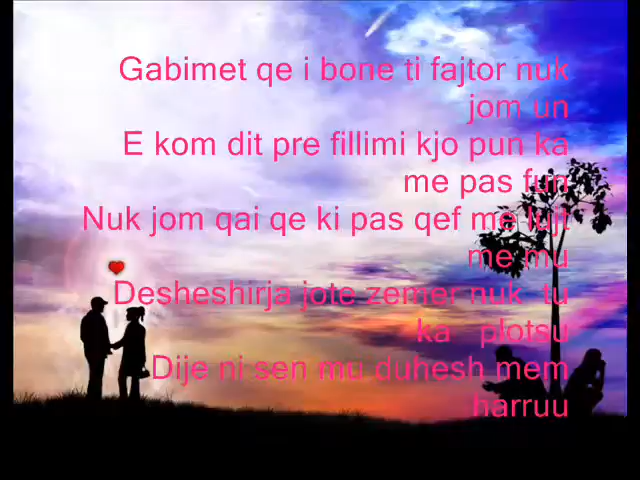 Gabimet qe i bone ti fajtor nuk
jom un
E kom dit pre fillimi kjo pun ka
me pas fun
Nuk jom qai qe ki pas qef me lujt
me mu
Desheshirja jote zemer nuk tu
ka plotsu
Dije ni sen mu duhesh mem
harruu